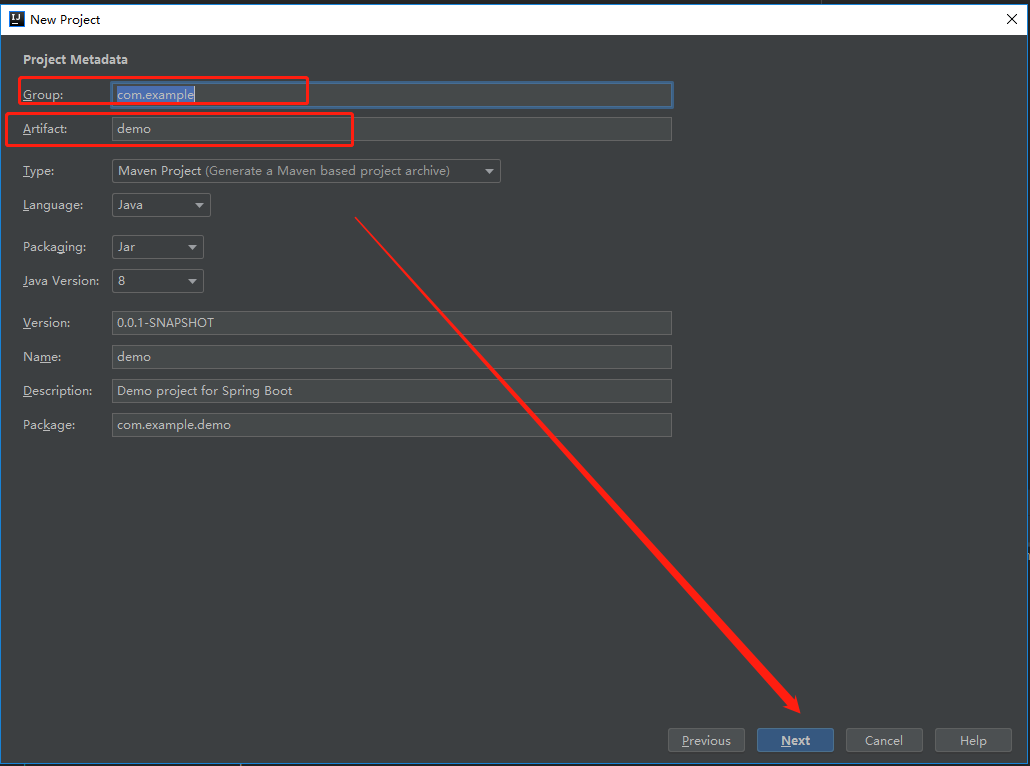 IJ New Project
Project Metadata
Group: com.example
Artifact: demo
Type: Maven Project (Generate a Maven based project archive)
Language: Java
Packaging: Jar
Java Version: 8
Version: 0.0.1-SNAPSHOT
Name: demo
Description: Demo project for Spring Boot
Package: com.example.demo
Previous Next Cancel Help